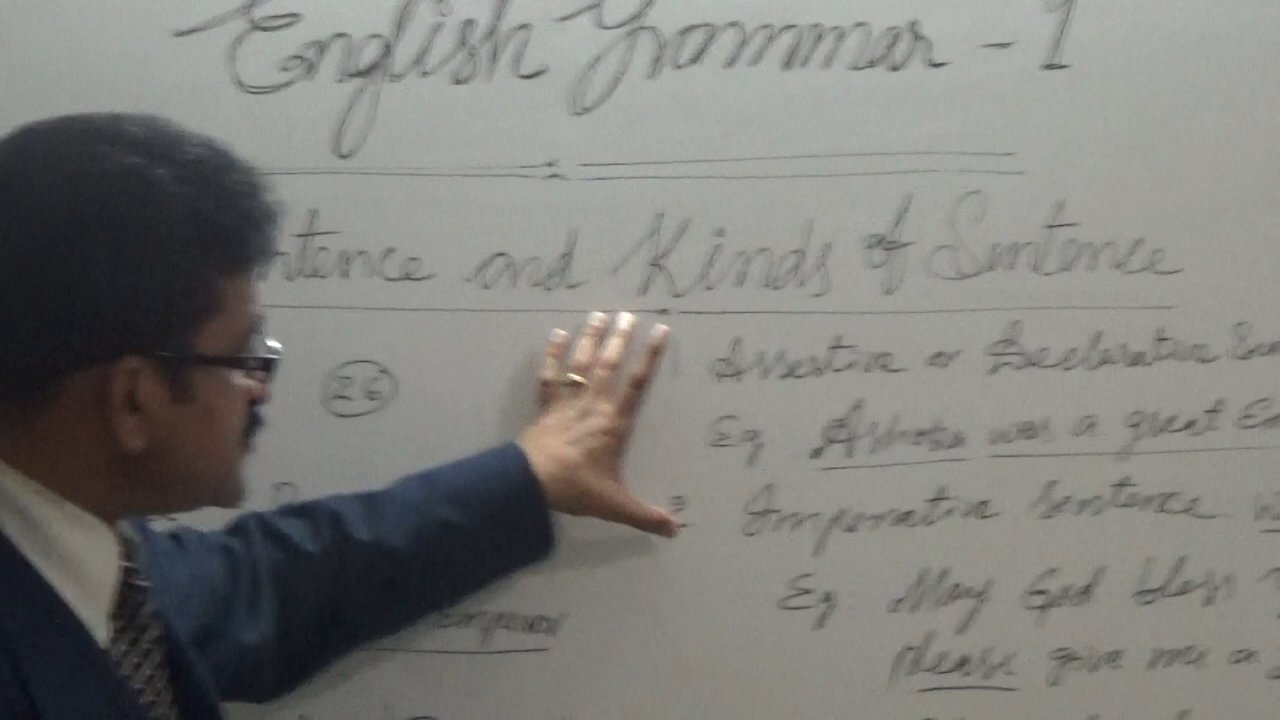 English Grammar - 1
ntence and Kinds of Sentence
26
Assertive or Declarative
Eg Ashoka was a great
2 Imperative Sentence
Eg May God bless
please give me a